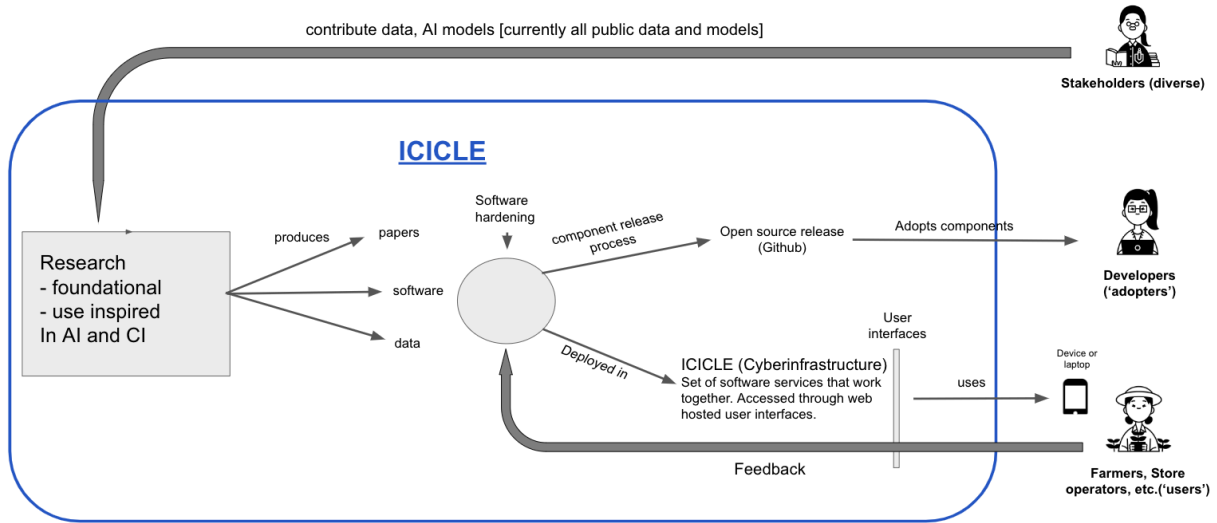 contribute data, AI models [currently all public data and models]
Stakeholders (diverse)
ICICLE
Research
- foundational
- use inspired
In AI and CI
produces
papers
software
data
Software
hardening
component release
process
Open source release
(Github)
Adopts components
Developers
(‘adopters’)
Deployed in
ICICLE (Cyberinfrastructure)
Set of software services that work
together. Accessed through web
hosted user interfaces.
User
interfaces
uses
Device or
laptop
Feedback
Farmers, Store
operators, etc.(‘users’)